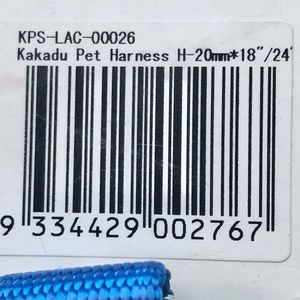 KPS-LAC-00026
Kakadu Pet Harness H-20mm*18"/24"
9 334429 002767